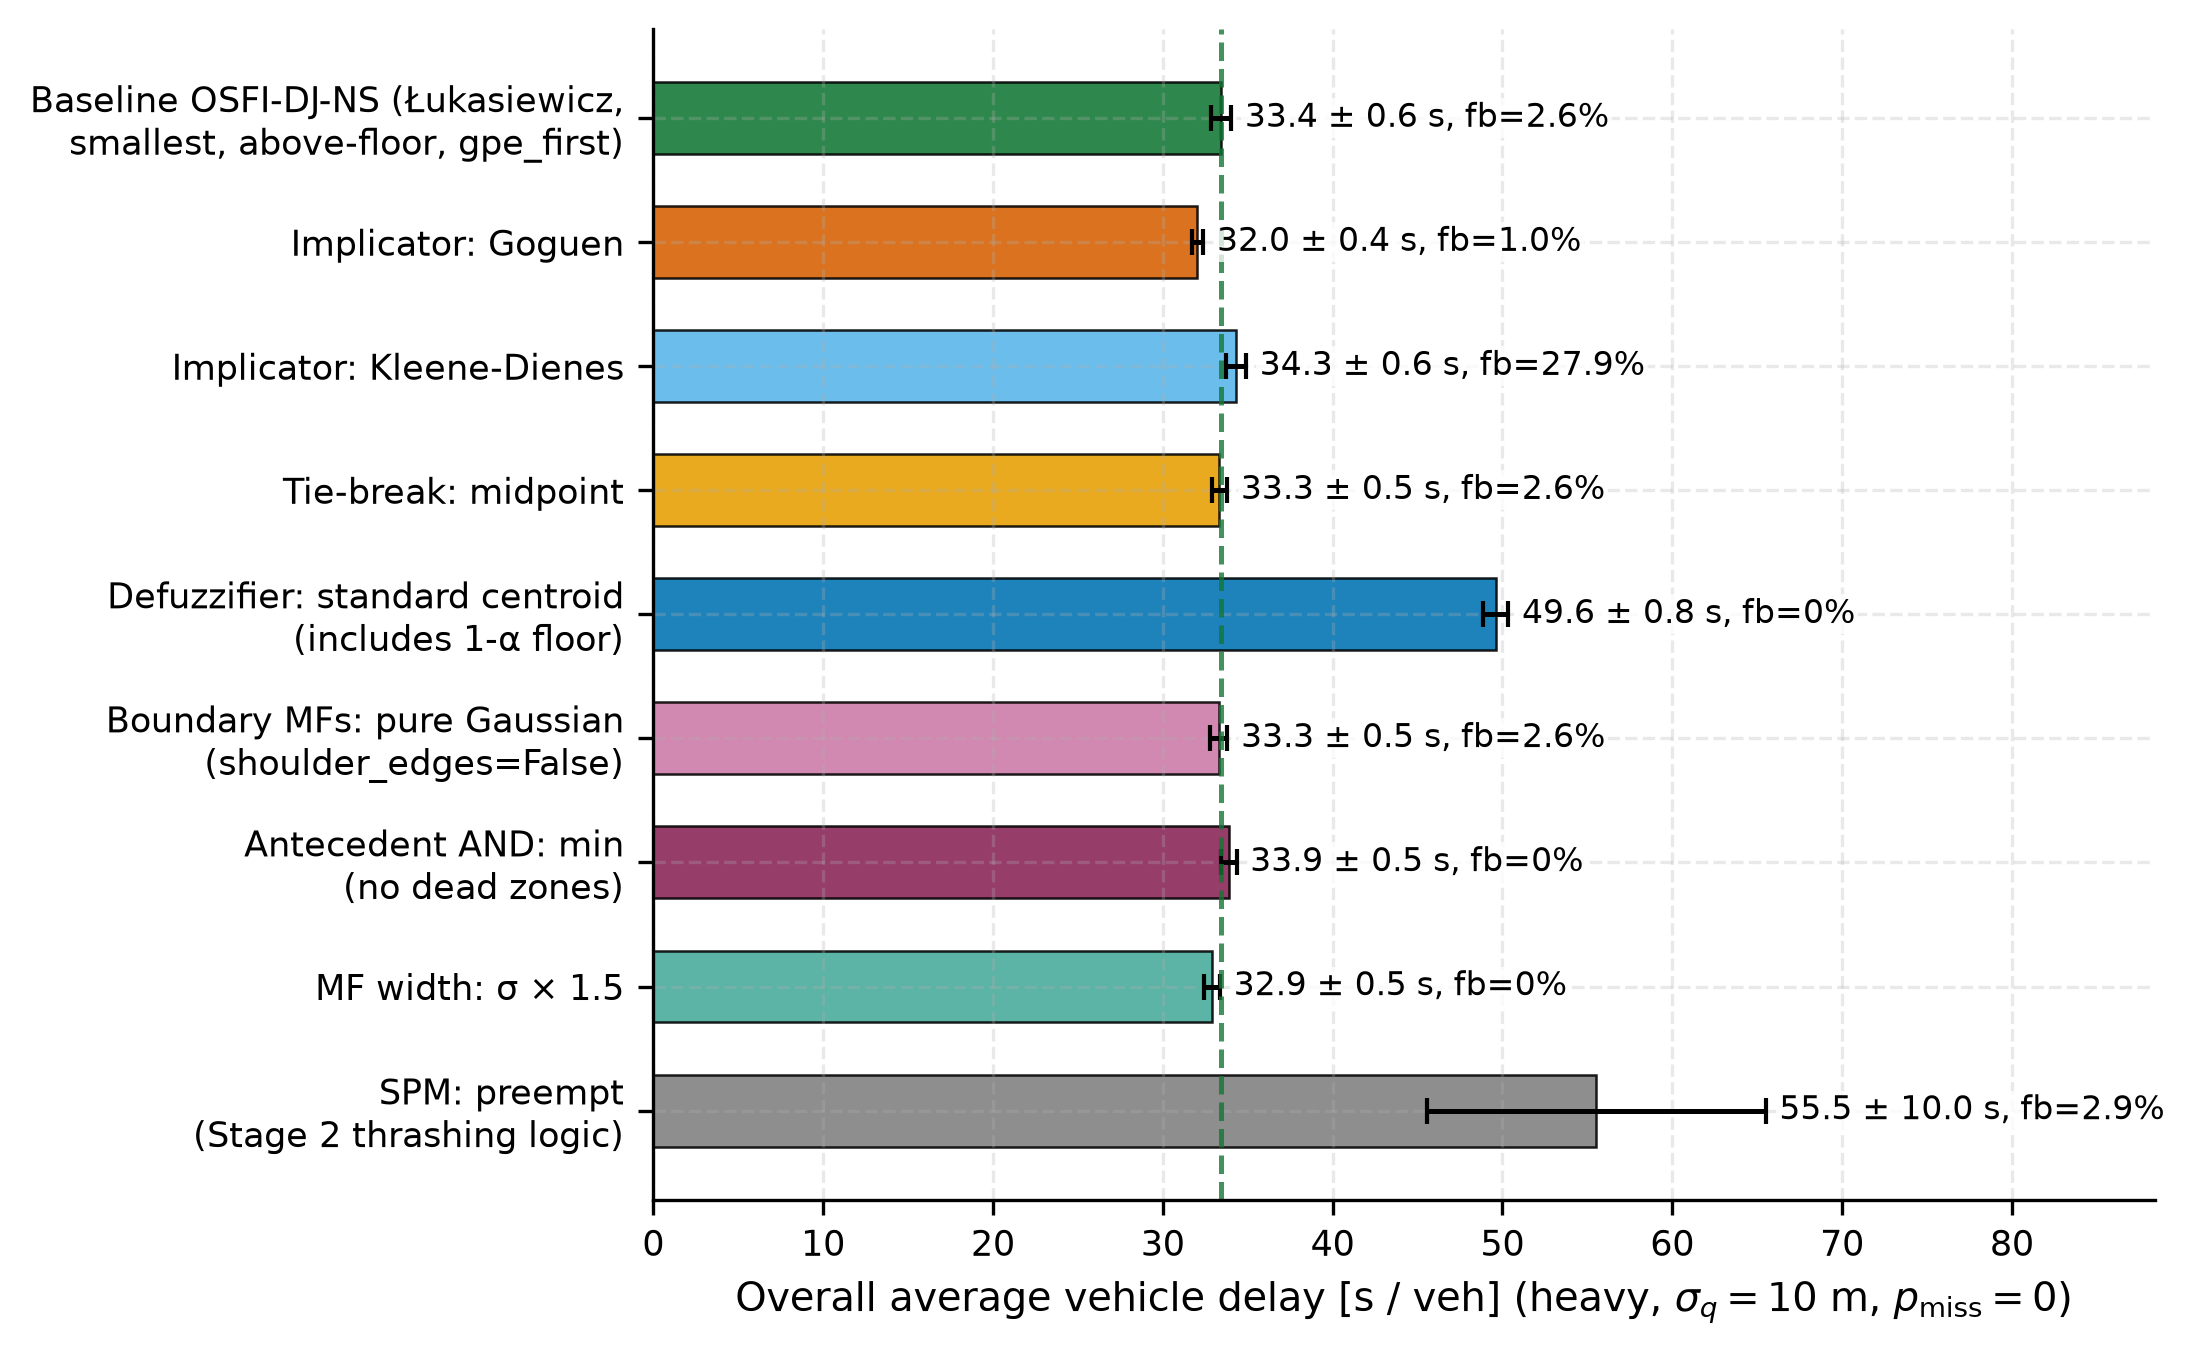 Baseline OSFI-DJ-NS (Łukasiewicz,
smallest, above-floor, gpe_first)
33.4 ± 0.6 s, fb=2.6%
Implicator: Goguen
32.0 ± 0.4 s, fb=1.0%
Implicator: Kleene-Dienes
34.3 ± 0.6 s, fb=27.9%
Tie-break: midpoint
33.3 ± 0.5 s, fb=2.6%
Defuzzifier: standard centroid
(includes 1-α floor)
49.6 ± 0.8 s, fb=0%
Boundary MFs: pure Gaussian
(shoulder_edges=False)
33.3 ± 0.5 s, fb=2.6%
Antecedent AND: min
(no dead zones)
33.9 ± 0.5 s, fb=0%
MF width: σ × 1.5
32.9 ± 0.5 s, fb=0%
SPM: preempt
(Stage 2 thrashing logic)
55.5 ± 10.0 s, fb=2.9%
0 10 20 30 40 50 60 70 80
Overall average vehicle delay [s / veh] (heavy, σq = 10 m, pmiss = 0)